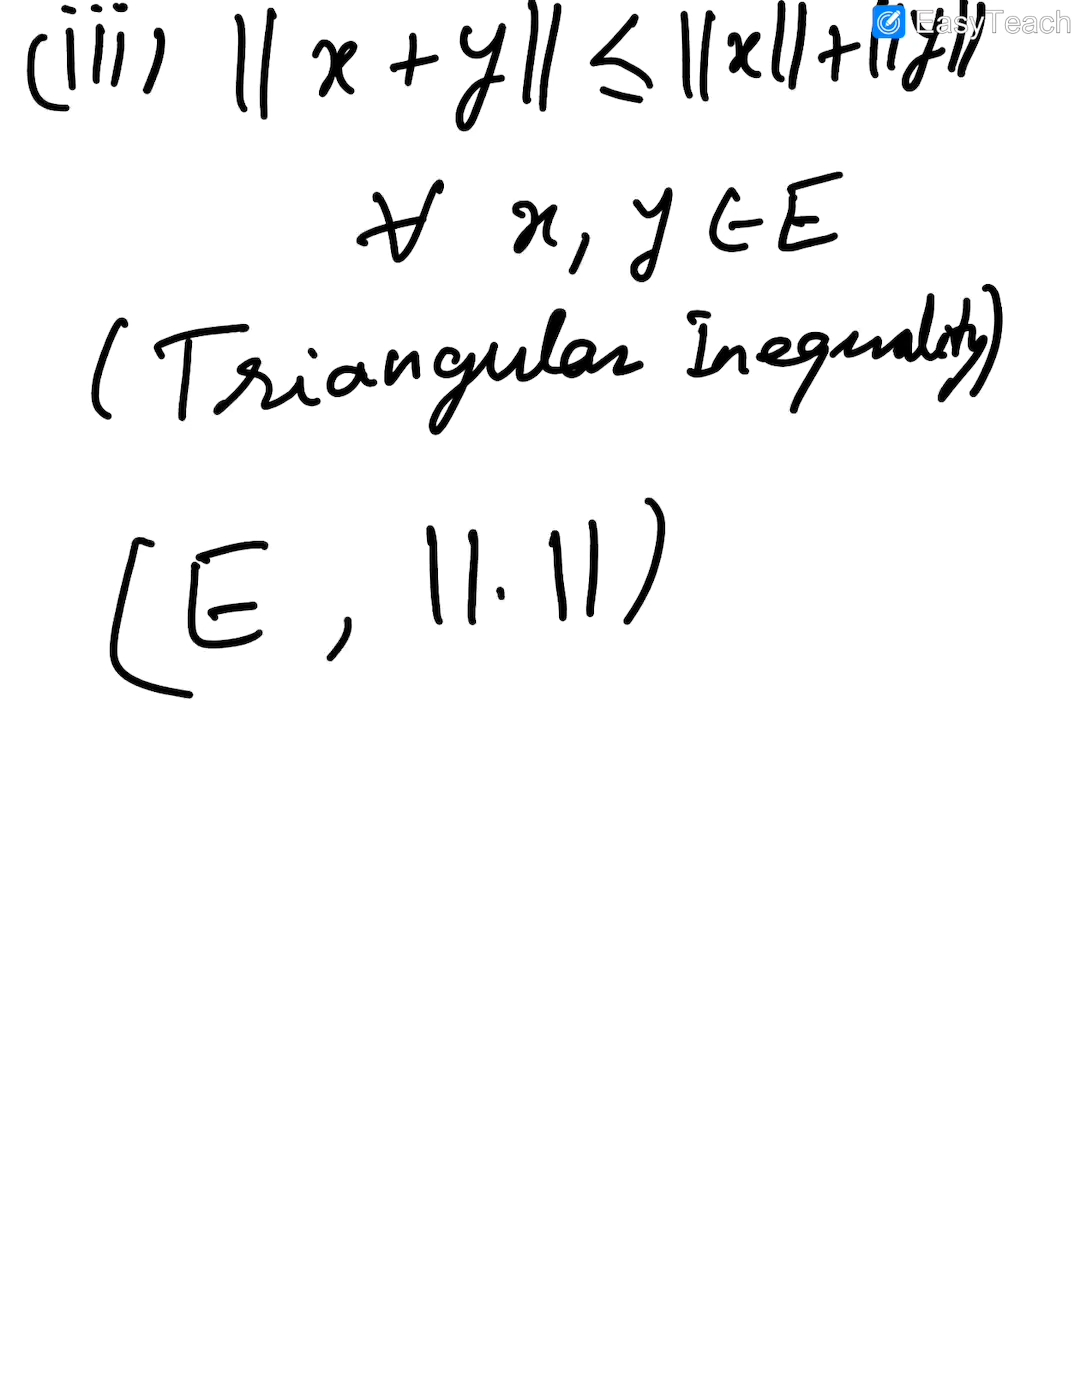 (iii) || x + y || ≤ ||x|| + ||y||
EasyTeach
∀ x, y ∈ E
(Triangular Inequality)
(E, ||.||)